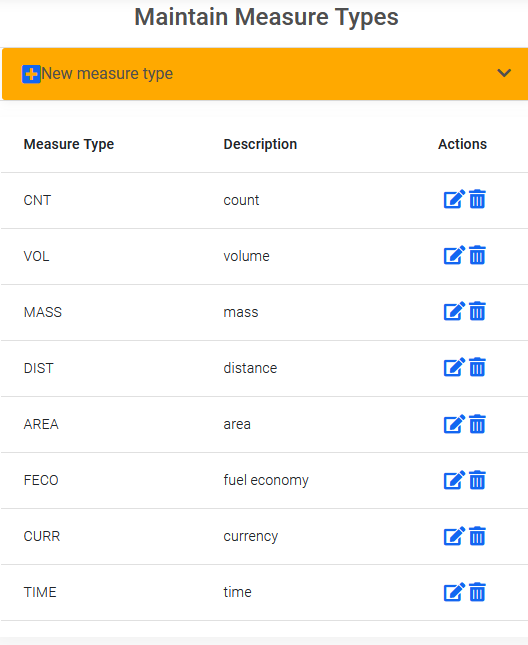 Maintain Measure Types
New measure type
Measure Type Description Actions
CNT count
VOL volume
MASS mass
DIST distance
AREA area
FECO fuel economy
CURR currency
TIME time